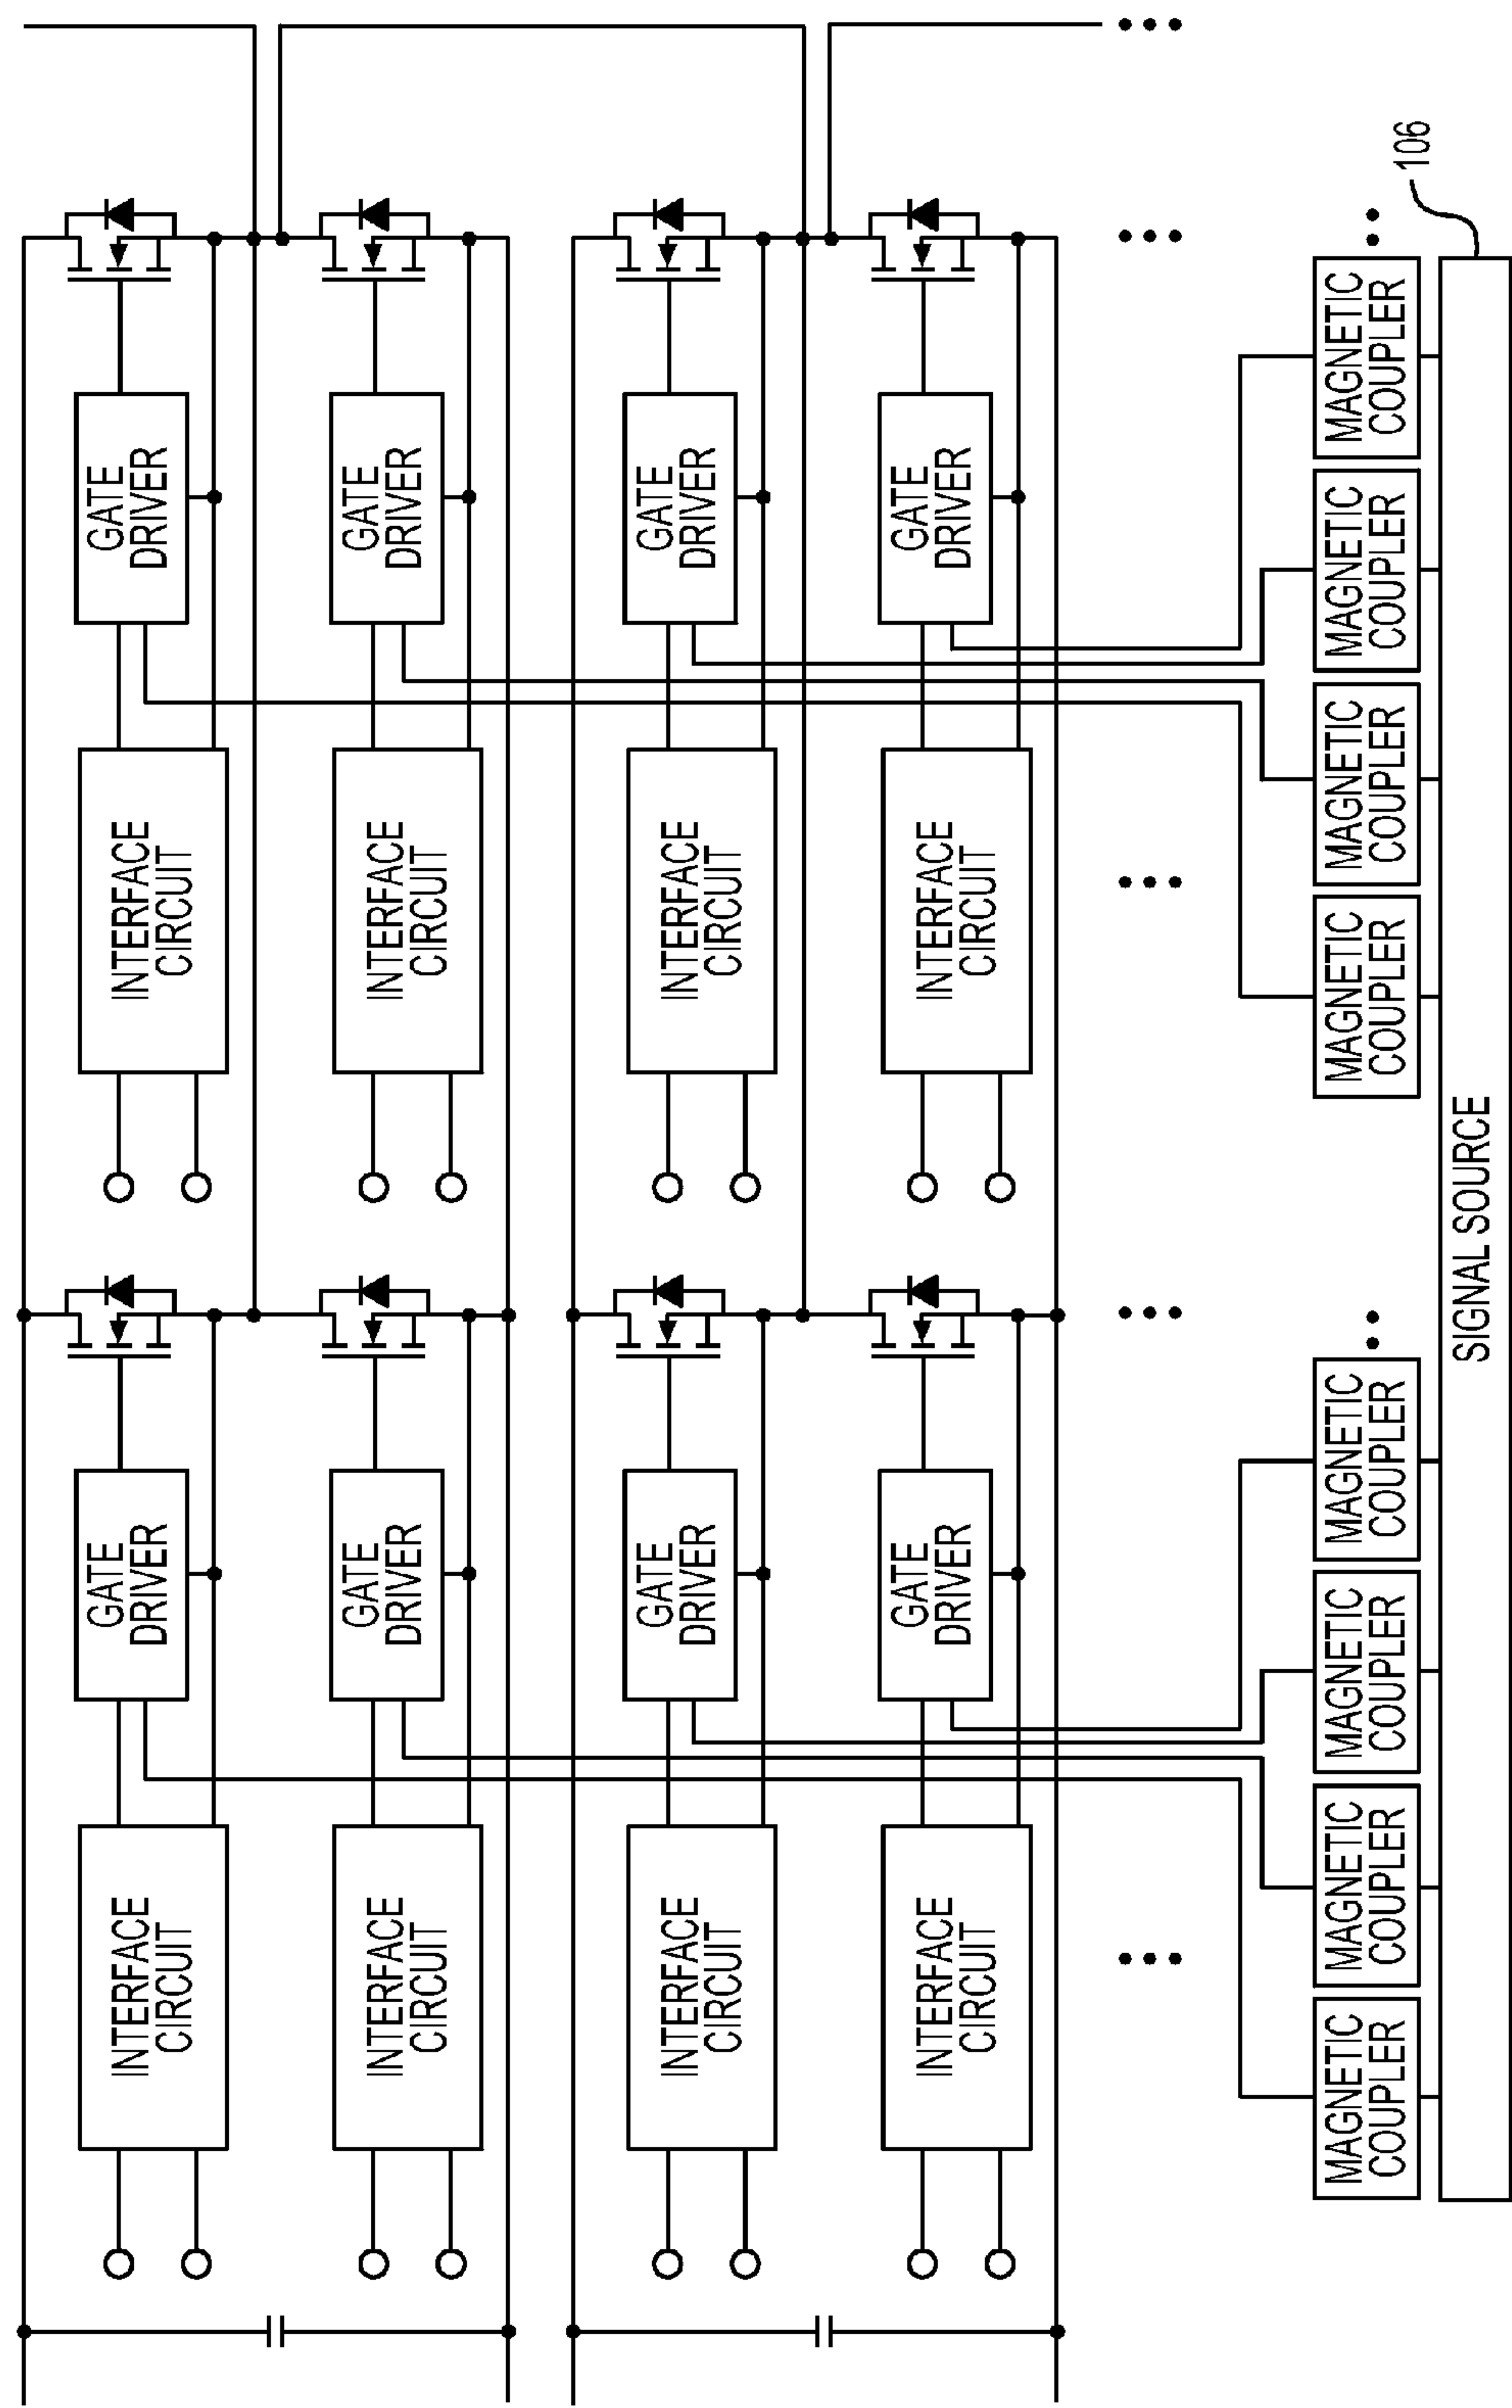 106
GATE
DRIVER
GATE
DRIVER
GATE
DRIVER
GATE
DRIVER
INTERFACE
CIRCUIT
INTERFACE
CIRCUIT
INTERFACE
CIRCUIT
INTERFACE
CIRCUIT
MAGNETIC
COUPLER
MAGNETIC
COUPLER
MAGNETIC
COUPLER
MAGNETIC
COUPLER
SIGNAL SOURCE
GATE
DRIVER
GATE
DRIVER
GATE
DRIVER
GATE
DRIVER
INTERFACE
CIRCUIT
INTERFACE
CIRCUIT
INTERFACE
CIRCUIT
INTERFACE
CIRCUIT
MAGNETIC
COUPLER
MAGNETIC
COUPLER
MAGNETIC
COUPLER
MAGNETIC
COUPLER